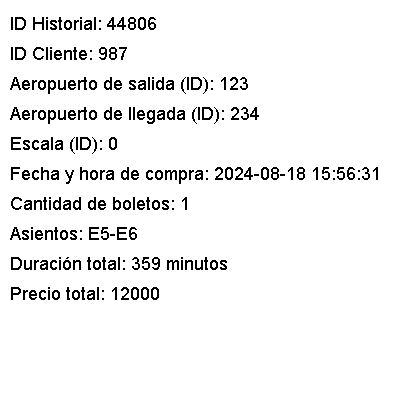 ID Historial: 44806
ID Cliente: 987
Aeropuerto de salida (ID): 123
Aeropuerto de llegada (ID): 234
Escala (ID): 0
Fecha y hora de compra: 2024-08-18 15:56:31
Cantidad de boletos: 1
Asientos: E5-E6
Duración total: 359 minutos
Precio total: 12000